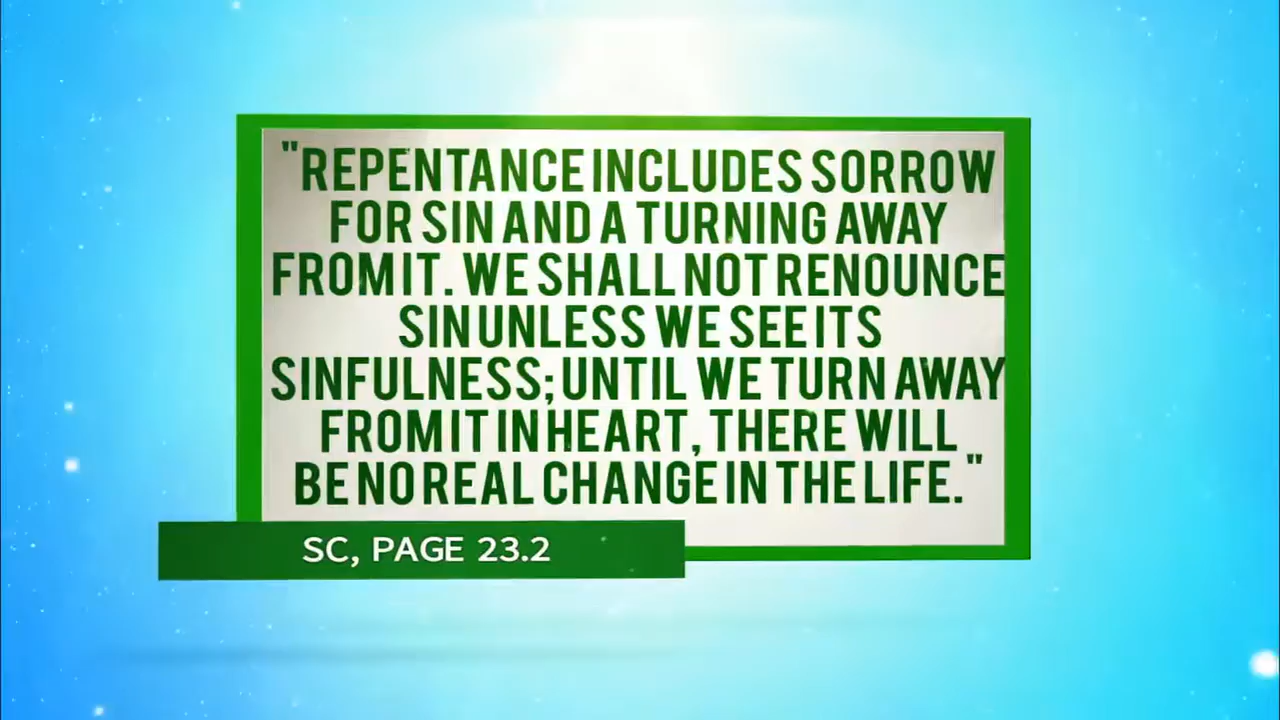 "REPENTANCE INCLUDES SORROW
FOR SIN AND A TURNING AWAY
FROM IT. WE SHALL NOT RENOUNCE
SIN UNLESS WE SEE ITS
SINFULNESS; UNTIL WE TURN AWAY
FROM IT IN HEART, THERE WILL
BE NO REAL CHANGE IN THE LIFE."
SC, PAGE 23.2